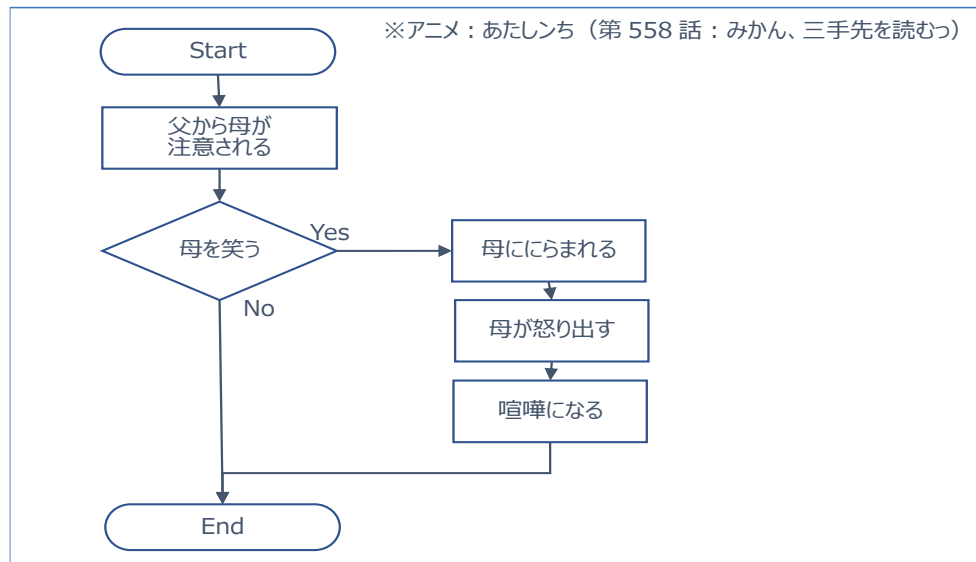 ※アニメ：あたしンち（第 558 話：みかん、三手先を読むっ）
Start
父から母が
注意される
母を笑う
Yes
母ににらまれる
No
母が怒り出す
喧嘩になる
End